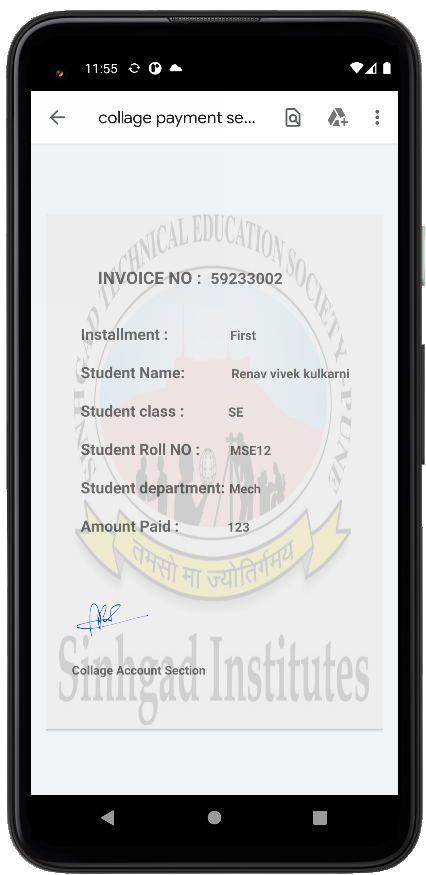 11:55
collage payment se...
SINHGAD TECHNICAL EDUCATION SOCIETY-PUNE
INVOICE NO : 59233002
Installment : First
Student Name: Renav vivek kulkarni
Student class : SE
Student Roll NO : MSE12
Student department: Mech
Amount Paid : 123
तमसो मा ज्योतिर्गमय
Collage Account Section
Sinhgad Institutes